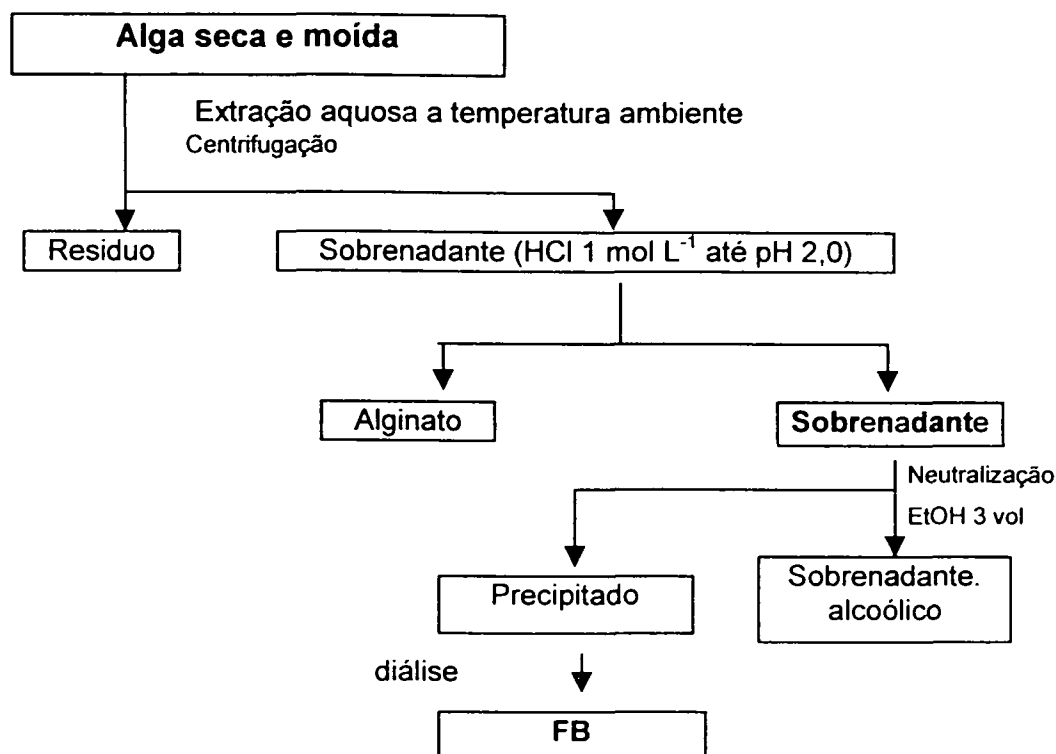 Alga seca e moída
Extração aquosa a temperatura ambiente
Centrifugação
Residuo
Sobrenadante (HCl 1 mol L⁻¹ até pH 2,0)
Alginato
Sobrenadante
Neutralização
EtOH 3 vol
Precipitado
Sobrenadante.
alcoólico
diálise
FB